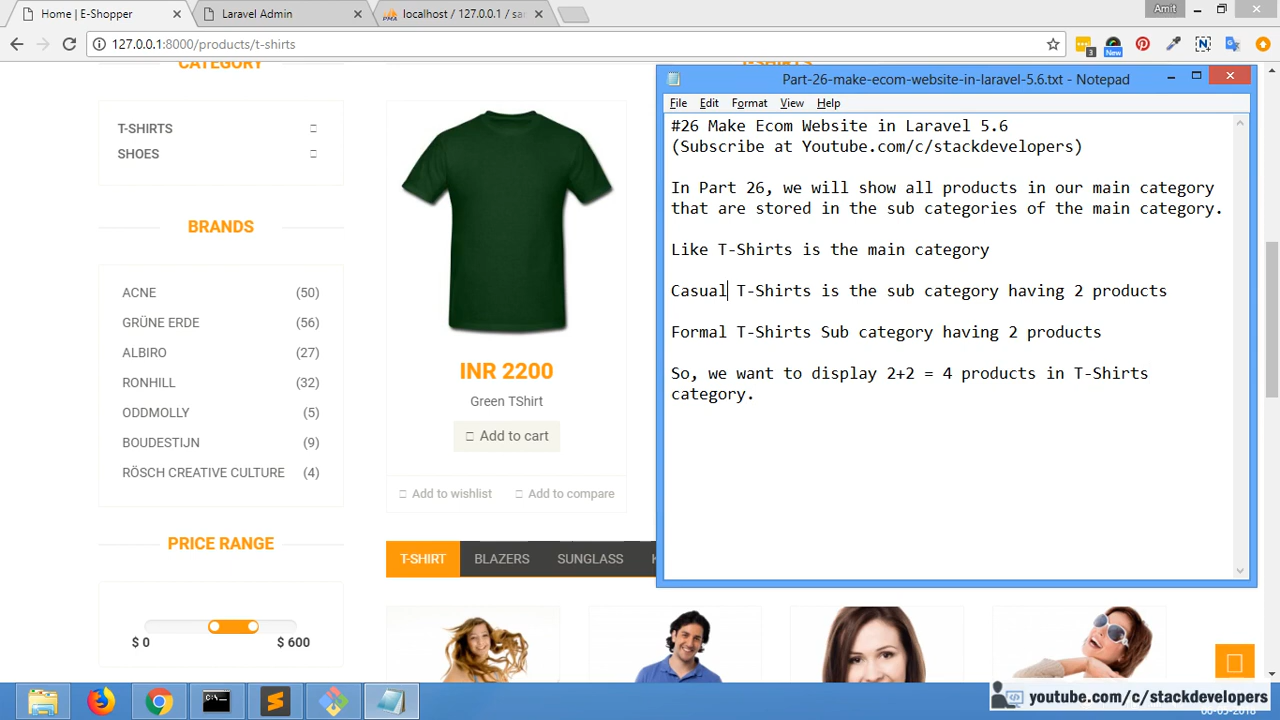 Home | E-Shopper
Laravel Admin
localhost / 127.0.0.1 / sar
Amit
127.0.0.1:8000/products/t-shirts
3
New
CATEGORY
T-SHIRTS
T-SHIRTS
SHOES
BRANDS
ACNE (50)
GRÜNE ERDE (56)
ALBIRO (27)
RONHILL (32)
ODDMOLLY (5)
BOUDESTIJN (9)
RÖSCH CREATIVE CULTURE (4)
PRICE RANGE
$ 0 $ 600
INR 2200
Green TShirt
Add to cart
Add to wishlist Add to compare
T-SHIRT BLAZERS SUNGLASS K
Part-26-make-ecom-website-in-laravel-5.6.txt - Notepad
File Edit Format View Help
#26 Make Ecom Website in Laravel 5.6
(Subscribe at Youtube.com/c/stackdevelopers)
In Part 26, we will show all products in our main category
that are stored in the sub categories of the main category.
Like T-Shirts is the main category
Casual T-Shirts is the sub category having 2 products
Formal T-Shirts Sub category having 2 products
So, we want to display 2+2 = 4 products in T-Shirts
category.
youtube.com/c/stackdevelopers